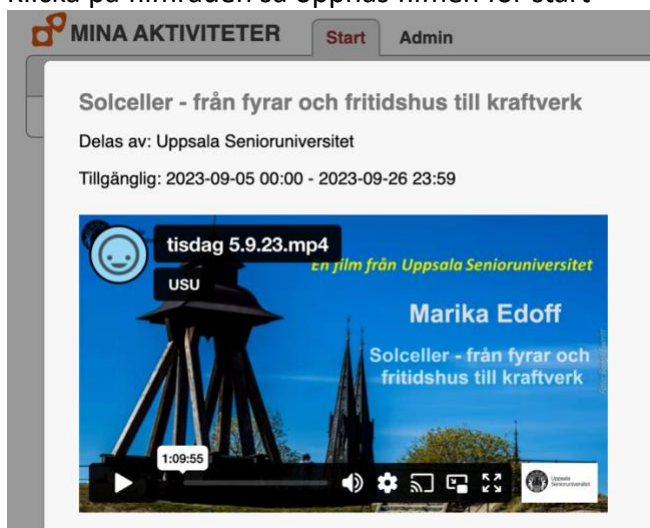 Klicka på filmraden så öppnas filmen för start
MINA AKTIVITETER
Start
Admin
Solceller - från fyrar och fritidshus till kraftverk
Delas av: Uppsala Senioruniversitet
Tillgänglig: 2023-09-05 00:00 - 2023-09-26 23:59
tisdag 5.9.23.mp4
En film från Uppsala Senioruniversitet
USU
Marika Edoff
Solceller - från fyrar och
fritidshus till kraftverk
1:09:55
Uppsala
Senioruniversitet